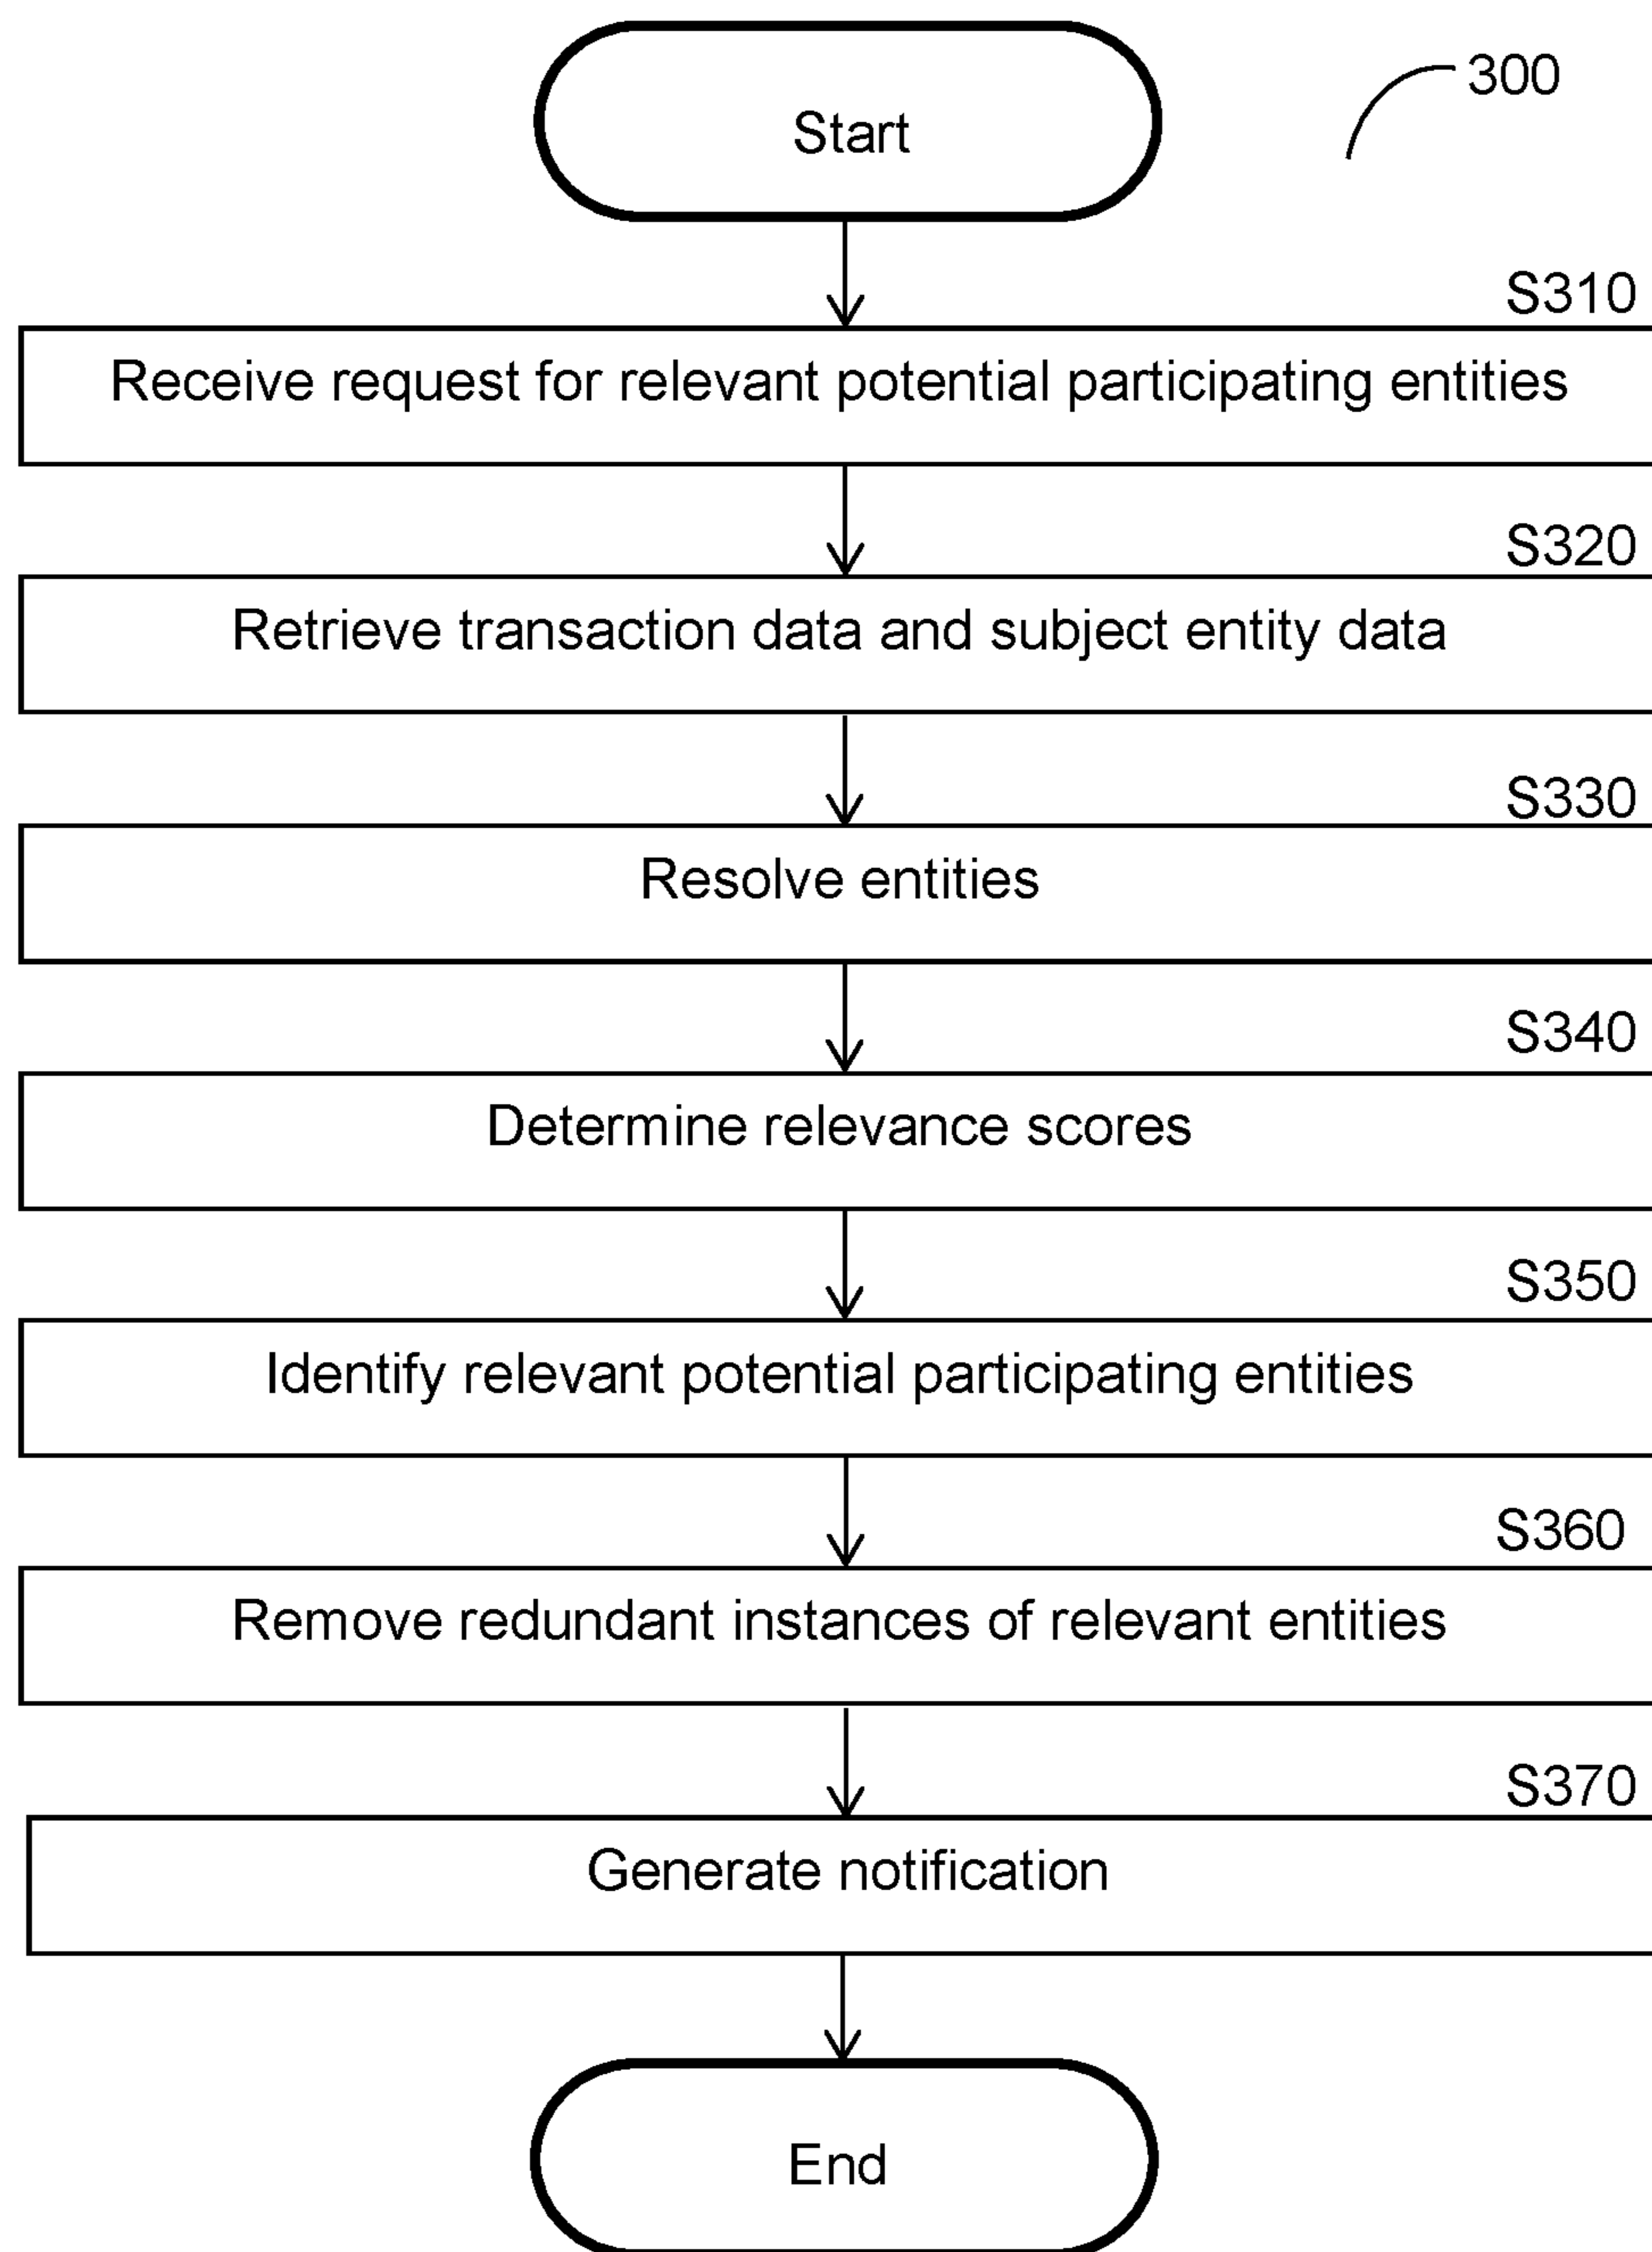 Start
300
S310
Receive request for relevant potential participating entities
S320
Retrieve transaction data and subject entity data
S330
Resolve entities
S340
Determine relevance scores
S350
Identify relevant potential participating entities
S360
Remove redundant instances of relevant entities
S370
Generate notification
End